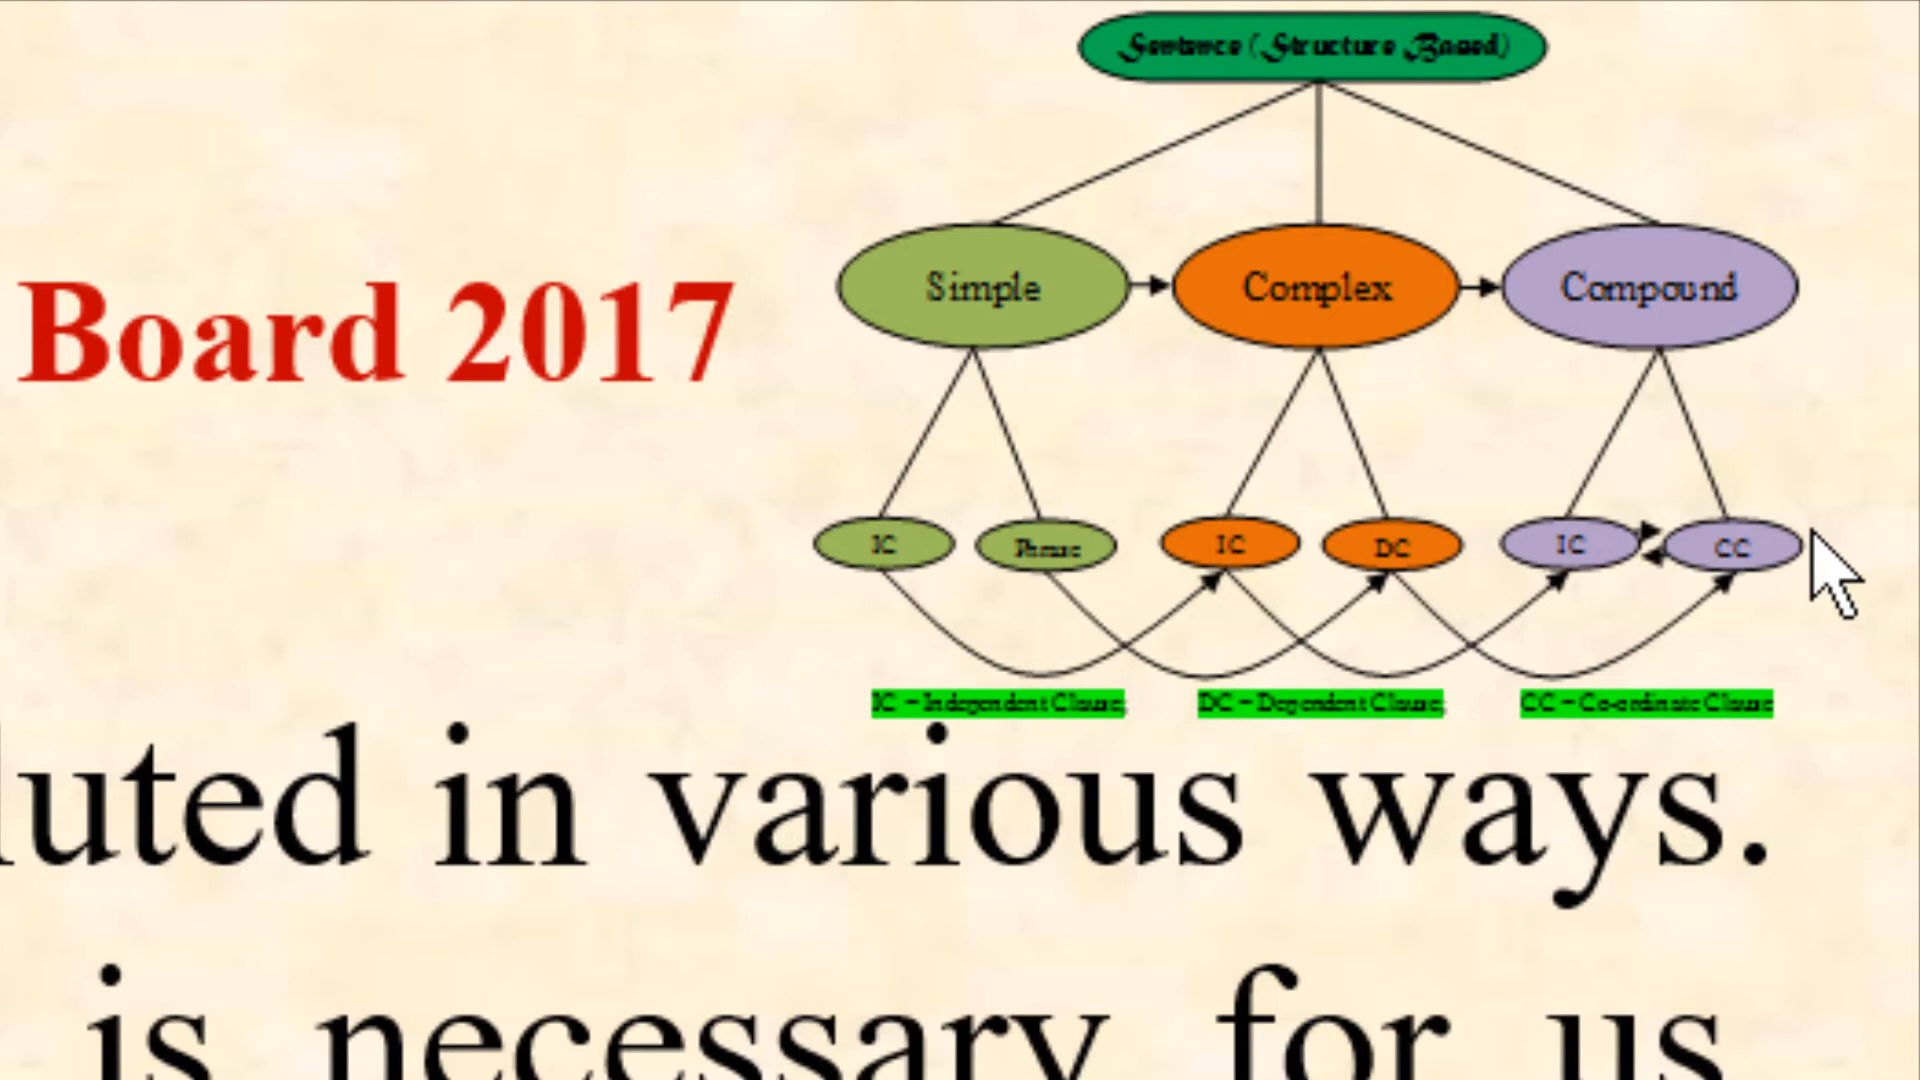 Sentence (Structure Based)
Simple
Complex
Compound
Board 2017
IC
Phrase
IC
DC
IC
CC
IC = Independent Clause;
DC = Dependent Clause;
CC = Co-ordinate Clause
luted in various ways.
is necessary for us